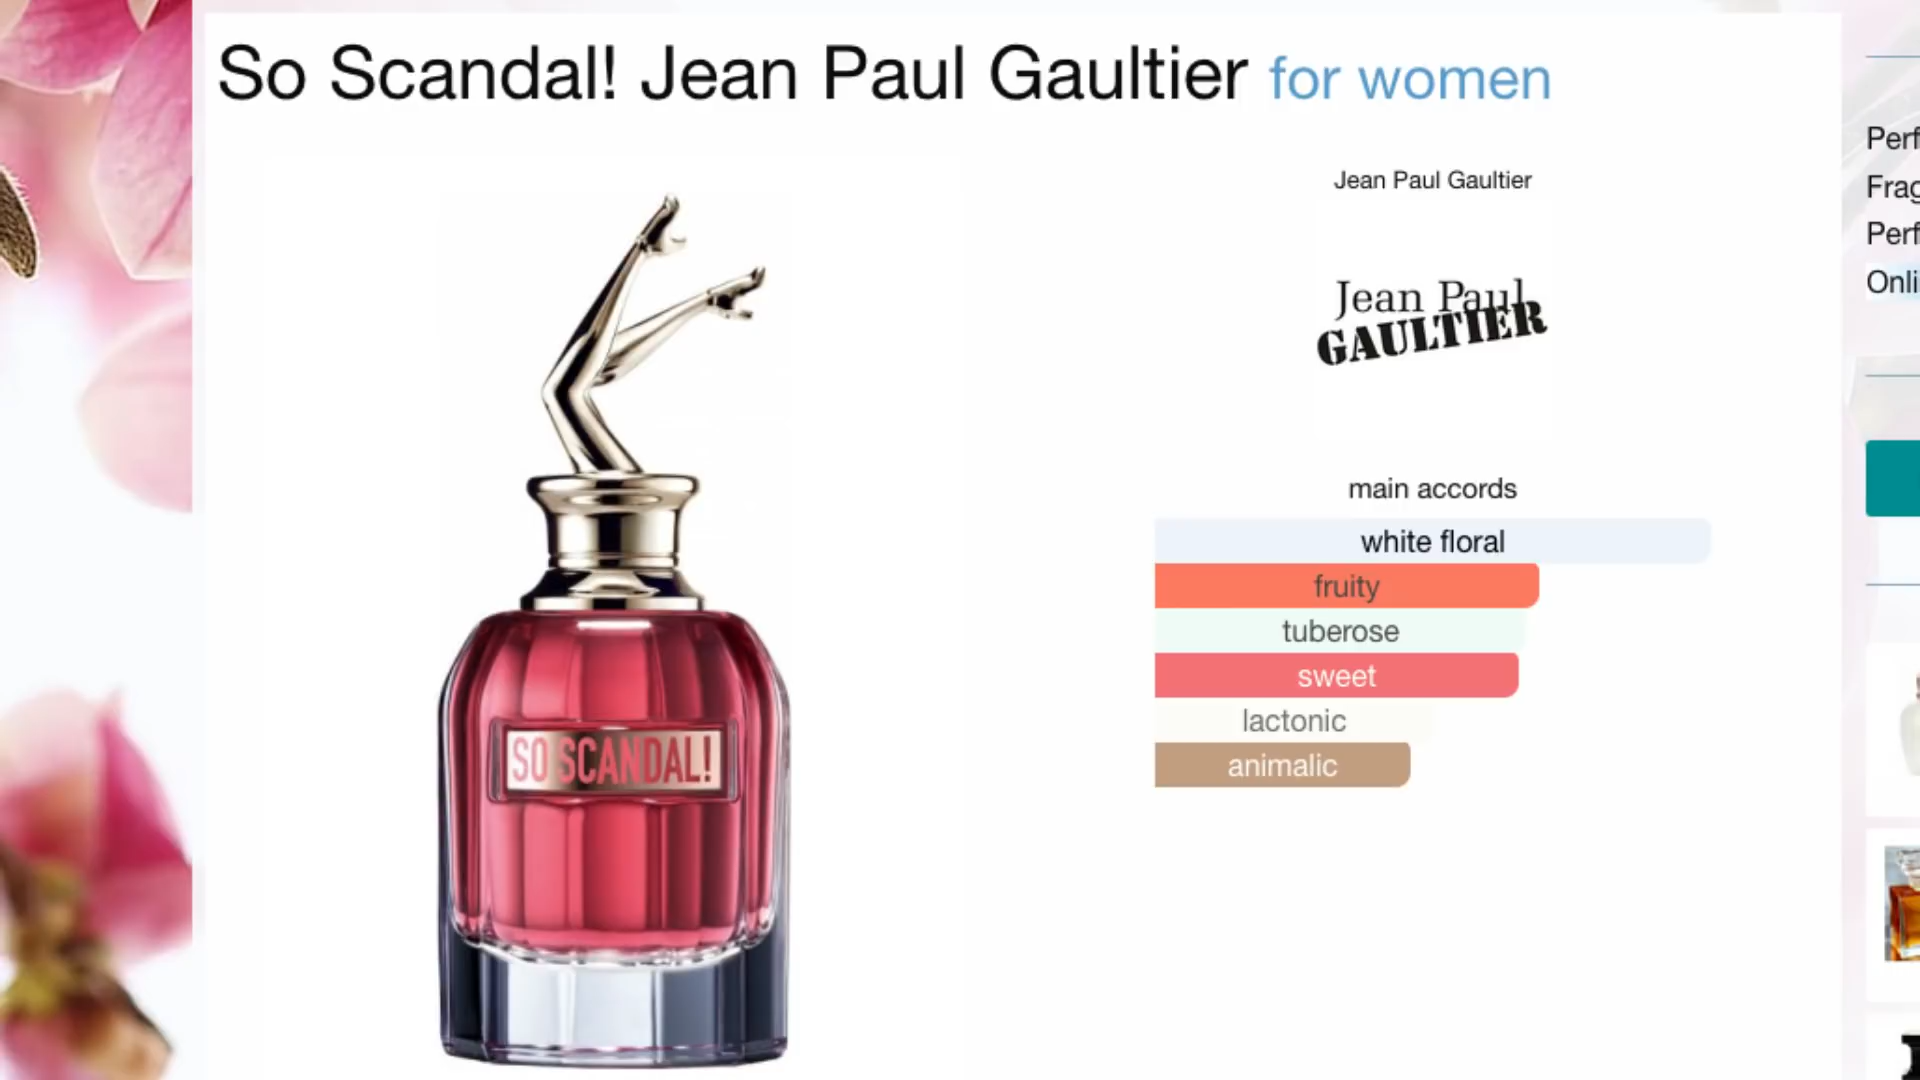 So Scandal! Jean Paul Gaultier for women
Jean Paul Gaultier
Jean Paul
GAULTIER
main accords
white floral
fruity
tuberose
sweet
lactonic
animalic
SO SCANDAL!